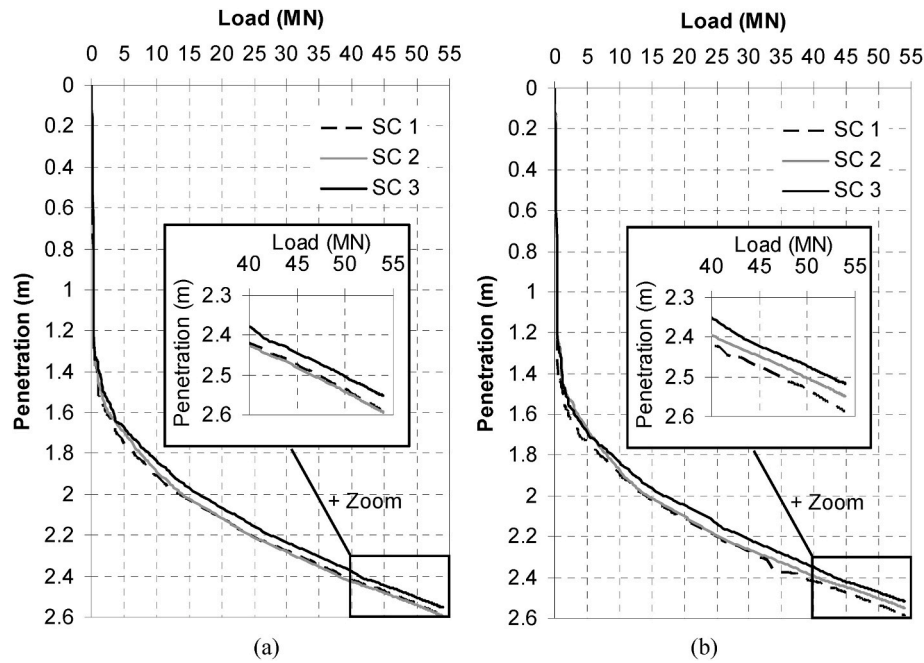 Load (MN)
0 5 10 15 20 25 30 35 40 45 50 55
0
0.2
0.4
0.6
0.8
1
1.2
1.4
1.6
1.8
2
2.2
2.4
2.6
Penetration (m)
SC 1
SC 2
SC 3
Load (MN)
40 45 50 55
Penetration (m)
2.3
2.4
2.5
2.6
+ Zoom
(a)
Load (MN)
0 5 10 15 20 25 30 35 40 45 50 55
0
0.2
0.4
0.6
0.8
1
1.2
1.4
1.6
1.8
2
2.2
2.4
2.6
Penetration (m)
SC 1
SC 2
SC 3
Load (MN)
40 45 50 55
Penetration (m)
2.3
2.4
2.5
2.6
+ Zoom
(b)